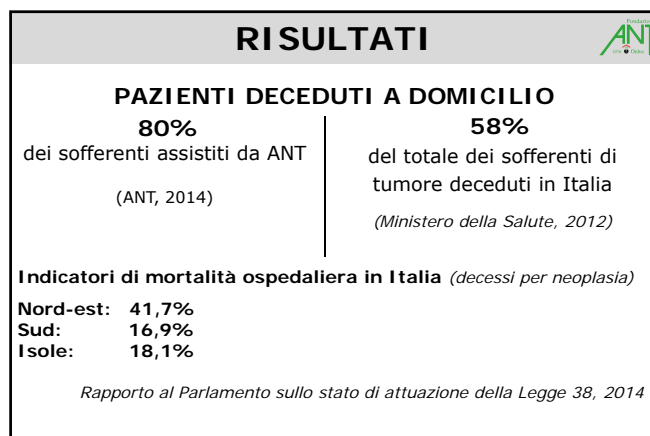 RISULTATI
Fondazione
ANT
PAZIENTI DECEDUTI A DOMICILIO
80%
dei sofferenti assistiti da ANT
(ANT, 2014)
58%
del totale dei sofferenti di
tumore deceduti in Italia
(Ministero della Salute, 2012)
Indicatori di mortalità ospedaliera in Italia (decessi per neoplasia)
Nord-est: 41,7%
Sud: 16,9%
Isole: 18,1%
Rapporto al Parlamento sullo stato di attuazione della Legge 38, 2014